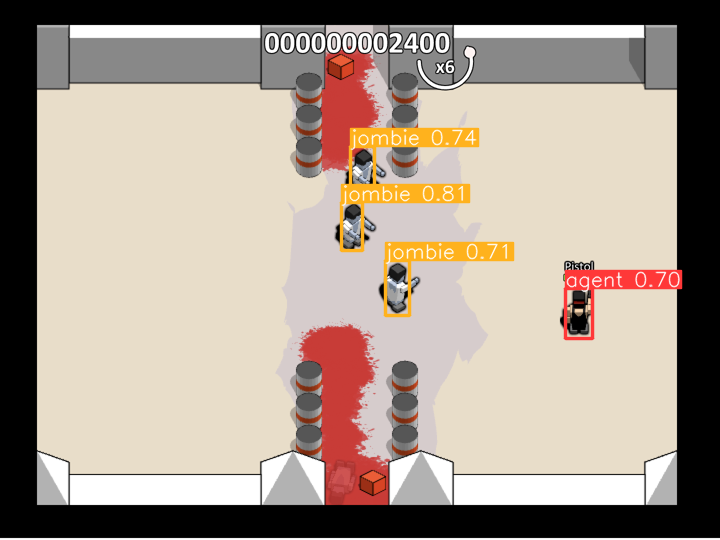 000000002400
x6
jombie 0.74
jombie 0.81
jombie 0.71
Pistol
agent 0.70